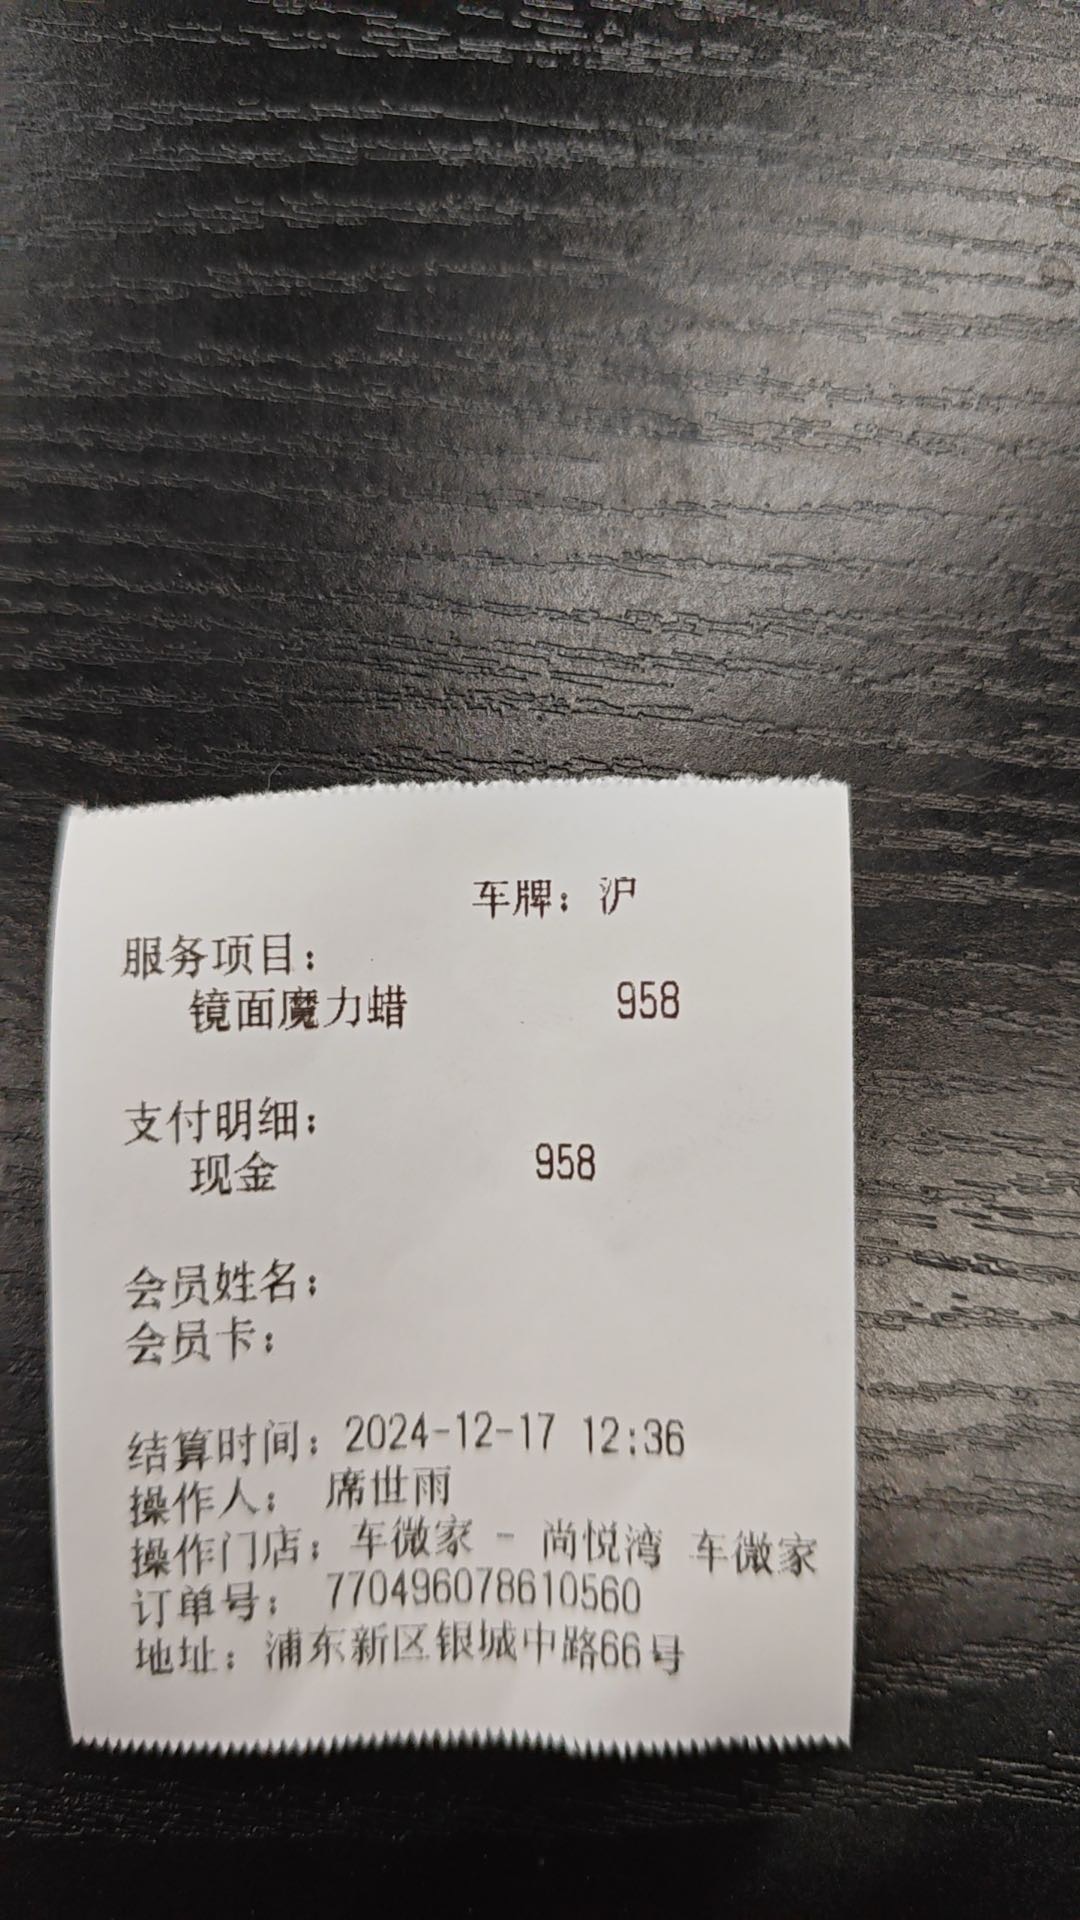 车牌：沪
服务项目：
镜面魔力蜡 958
支付明细：
现金 958
会员姓名：
会员卡：
结算时间：2024-12-17 12:36
操作人： 席世雨
操作门店：车微家 - 尚悦湾 车微家
订单号： 770496078610560
地址：浦东新区银城中路66号